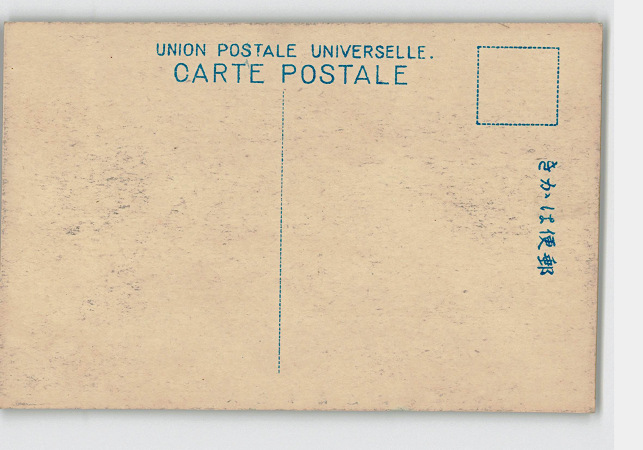 UNION POSTALE UNIVERSELLE.
CARTE POSTALE
きかは便郵